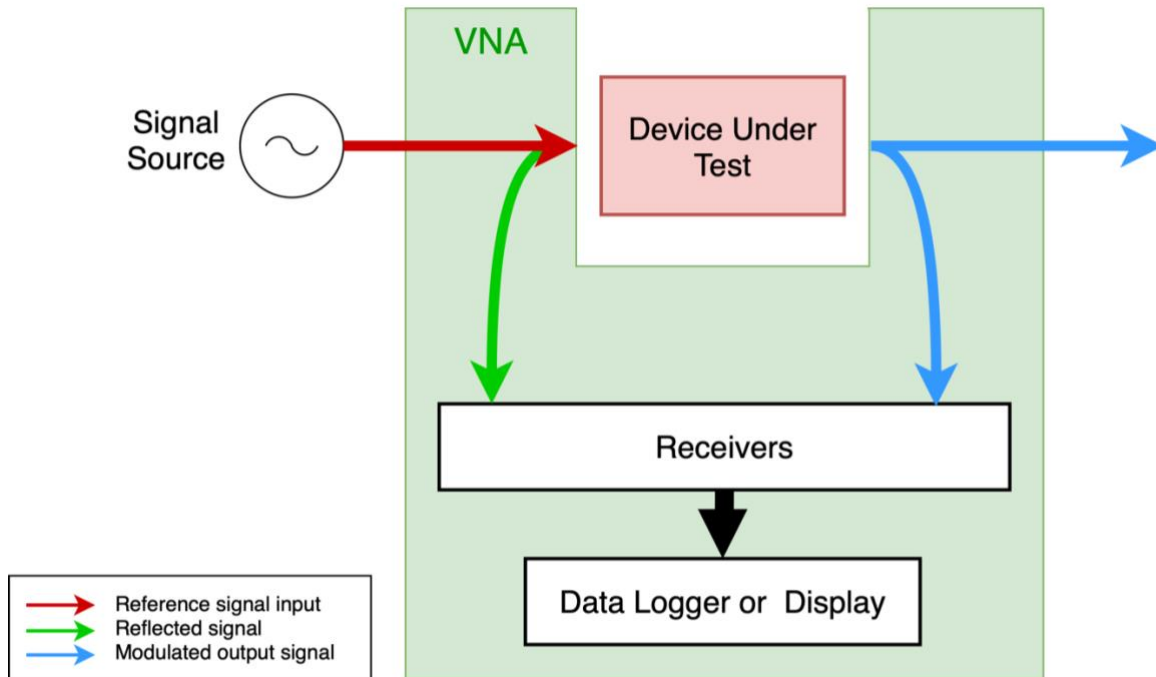 VNA
Signal
Source
Device Under
Test
Receivers
Data Logger or Display
Reference signal input
Reflected signal
Modulated output signal